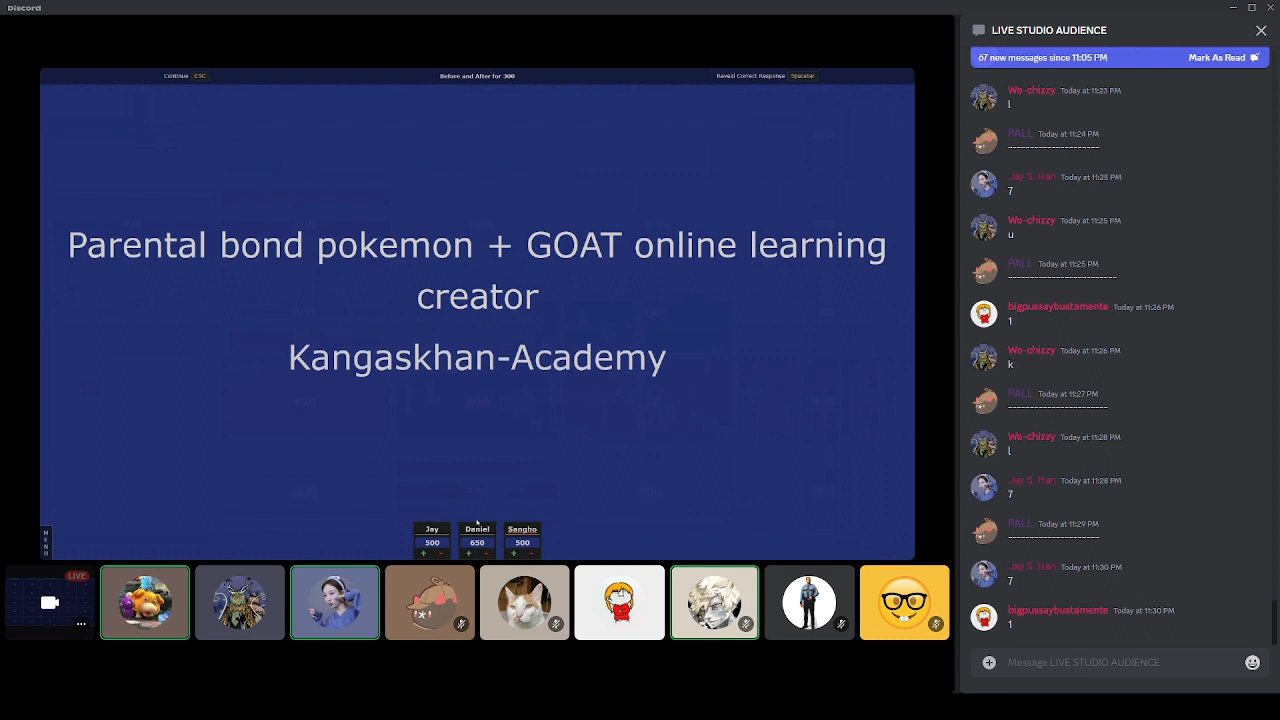 Discord
LIVE STUDIO AUDIENCE
67 new messages since 11:05 PM Mark As Read
Continue ESC Before and After for 300 Reveal Correct Response Spacebar
Parental bond pokemon + GOAT online learning
creator
Kangaskhan-Academy
MENU
Jay Daniel Sangho
500 650 500
+ - + - + -
LIVE
Wo-chizzy Today at 11:23 PM
l
PALL Today at 11:24 PM
---------------------
Jay S. Han Today at 11:25 PM
7
Wo-chizzy Today at 11:25 PM
u
PALL Today at 11:25 PM
-------------------------
bigpussaybustamente Today at 11:26 PM
1
Wo-chizzy Today at 11:26 PM
k
PALL Today at 11:27 PM
-----------------------
Wo-chizzy Today at 11:28 PM
l
Jay S. Han Today at 11:28 PM
7
PALL Today at 11:29 PM
---------------------
Jay S. Han Today at 11:30 PM
7
bigpussaybustamente Today at 11:30 PM
1
Message LIVE STUDIO AUDIENCE